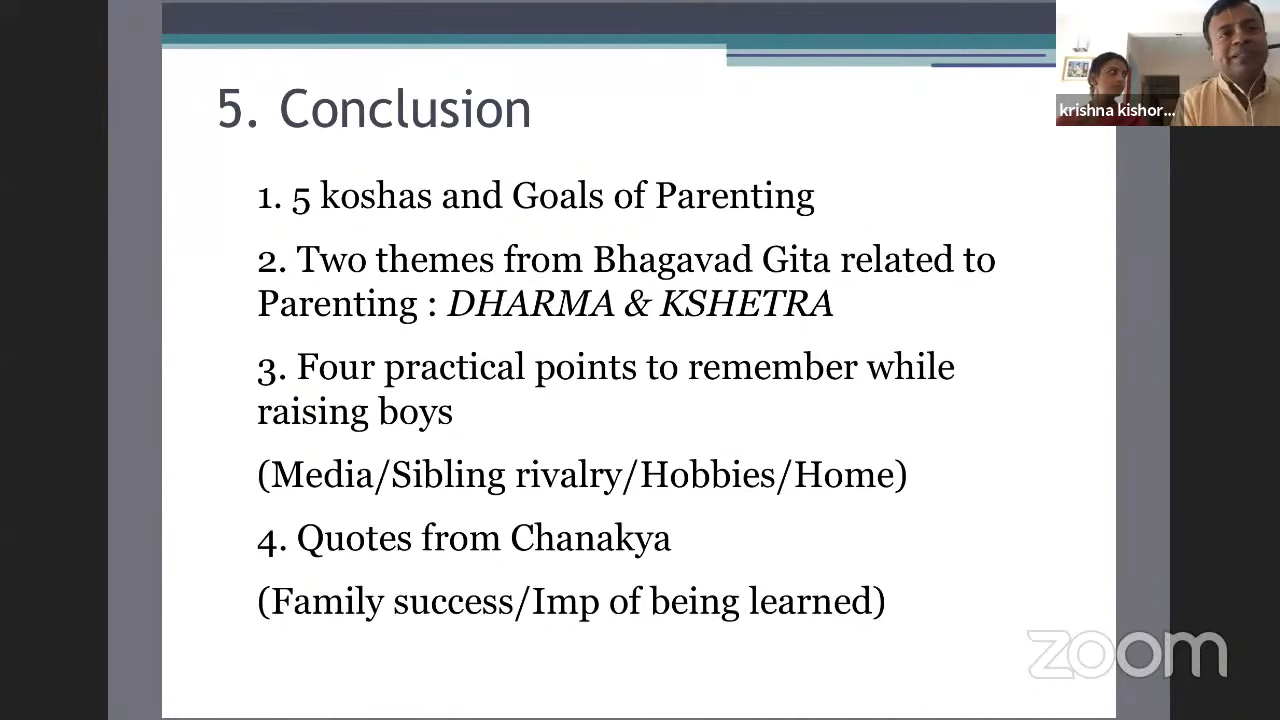 5. Conclusion
krishna kishor...
1. 5 koshas and Goals of Parenting
2. Two themes from Bhagavad Gita related to
Parenting : DHARMA & KSHETRA
3. Four practical points to remember while
raising boys
(Media/Sibling rivalry/Hobbies/Home)
4. Quotes from Chanakya
(Family success/Imp of being learned)
zoom